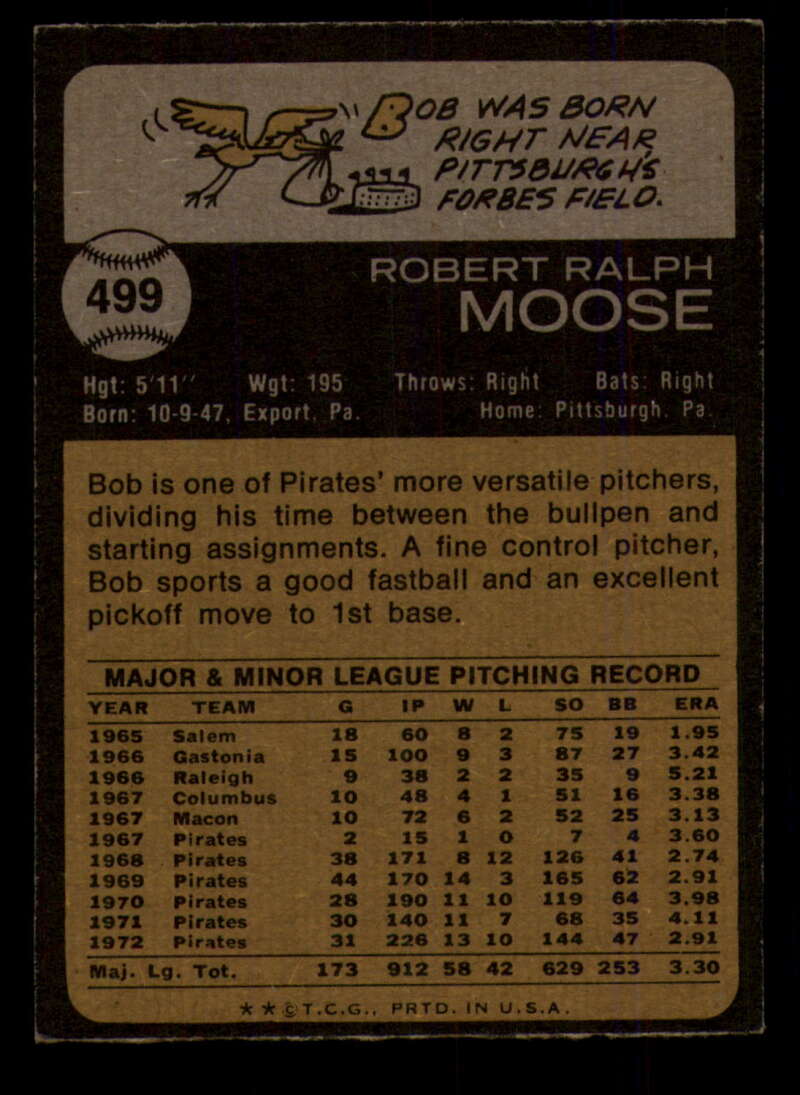 BOB WAS BORN
RIGHT NEAR
PITTSBURGH'S
FORBES FIELD.
499
ROBERT RALPH
MOOSE
Hgt: 5'11" Wgt: 195 Throws: Right Bats: Right
Born: 10-9-47, Export, Pa. Home: Pittsburgh, Pa.
Bob is one of Pirates' more versatile pitchers,
dividing his time between the bullpen and
starting assignments. A fine control pitcher,
Bob sports a good fastball and an excellent
pickoff move to 1st base.
MAJOR & MINOR LEAGUE PITCHING RECORD
YEAR TEAM G IP W L SO BB ERA
1965 Salem 18 60 8 2 75 19 1.95
1966 Gastonia 15 100 9 3 87 27 3.42
1966 Raleigh 9 38 2 2 35 9 5.21
1967 Columbus 10 48 4 1 51 16 3.38
1967 Macon 10 72 6 2 52 25 3.13
1967 Pirates 2 15 1 0 7 4 3.60
1968 Pirates 38 171 8 12 126 41 2.74
1969 Pirates 44 170 14 3 165 62 2.91
1970 Pirates 28 190 11 10 119 64 3.98
1971 Pirates 30 140 11 7 68 35 4.11
1972 Pirates 31 226 13 10 144 47 2.91
Maj. Lg. Tot. 173 912 58 42 629 253 3.30
★ ★ © T.C.G., PRTD. IN U.S.A.